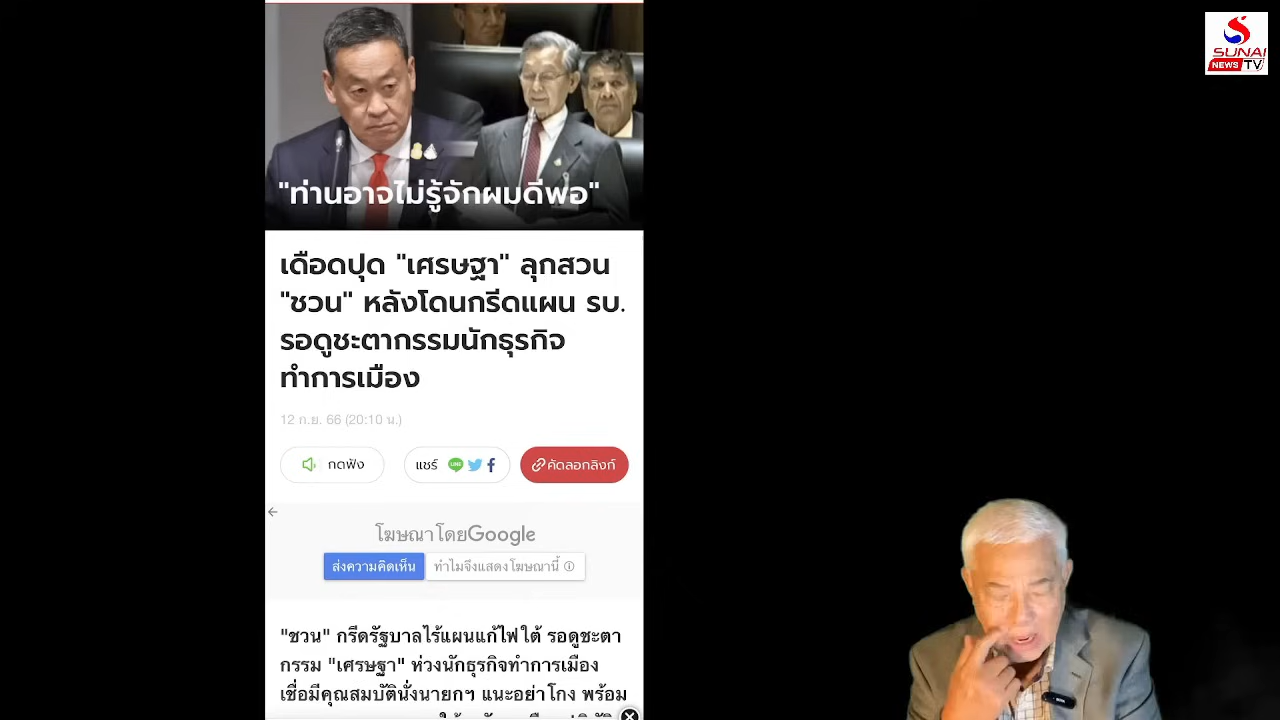 SUNAI
NEWS TV
"ท่านอาจไม่รู้จักผมดีพอ"
เดือดปุด "เศรษฐา" ลุกสวน
"ชวน" หลังโดนกรีดแผน รบ.
รอดูชะตากรรมนักธุรกิจ
ทำการเมือง
12 ก.ย. 66 (20:10 น.)
กดฟัง
แชร์
คัดลอกลิงก์
โฆษณาโดยGoogle
ส่งความคิดเห็น
ทำไมจึงแสดงโฆษณานี้
"ชวน" กรีดรัฐบาลไร้แผนแก้ไฟใต้ รอดูชะตา
กรรม "เศรษฐา" ห่วงนักธุรกิจทำการเมือง
เชื่อมีคุณสมบัตินั่งนายกฯ แนะอย่าโกง พร้อม